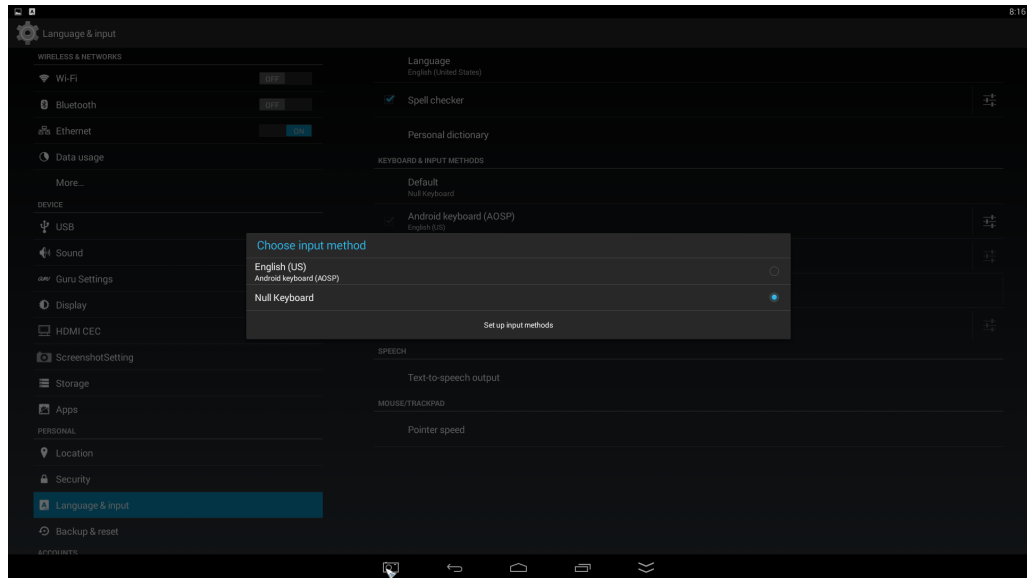 8:16
Language & input
WIRELESS & NETWORKS
Wi-Fi OFF
Bluetooth OFF
Ethernet ON
Data usage
More...
DEVICE
USB
Sound
Guru Settings
Display
HDMI CEC
ScreenshotSetting
Storage
Apps
PERSONAL
Location
Security
Language & input
Backup & reset
ACCOUNTS
Language
English (United States)
Spell checker
Personal dictionary
KEYBOARD & INPUT METHODS
Default
Null Keyboard
Android keyboard (AOSP)
English (US)
Choose input method
English (US)
Android keyboard (AOSP)
Null Keyboard
Set up input methods
SPEECH
Text-to-speech output
MOUSE/TRACKPAD
Pointer speed